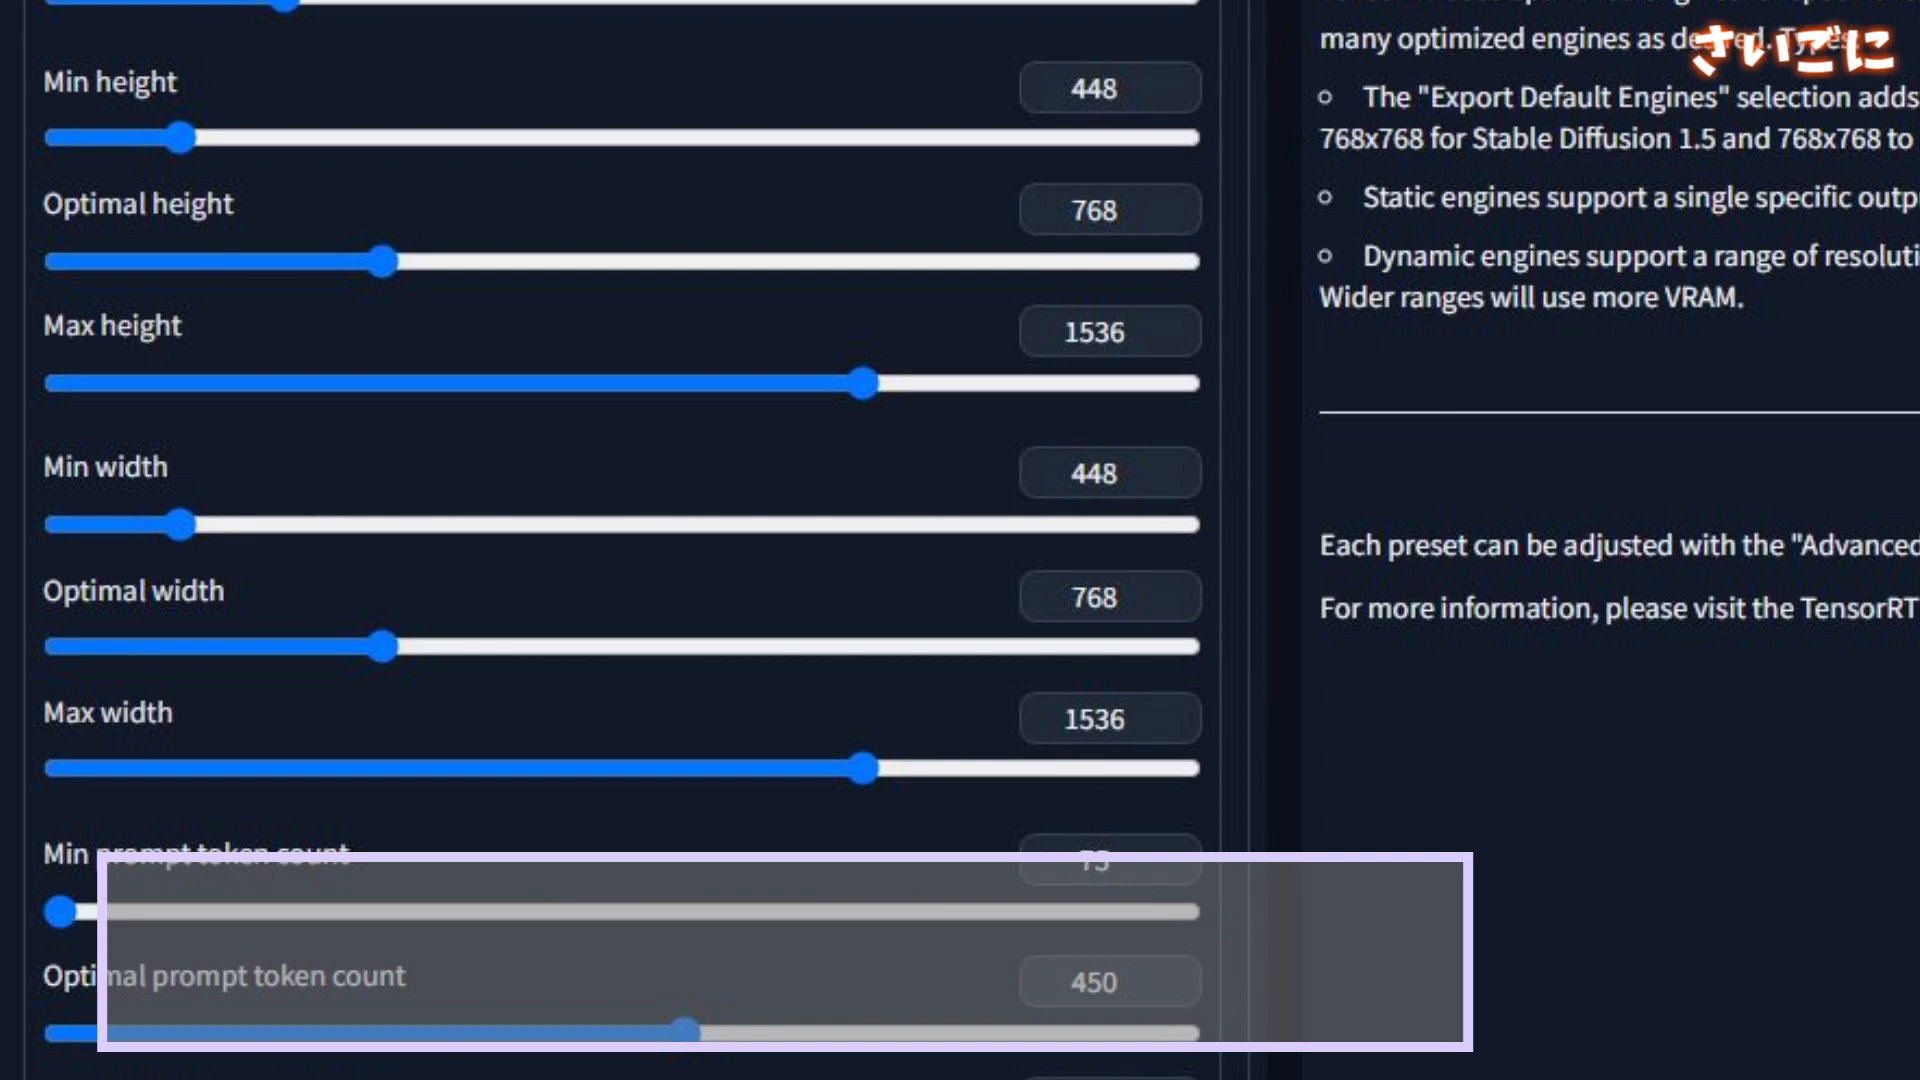 さいごに
Min height
448
Optimal height
768
Max height
1536
Min width
448
Optimal width
768
Max width
1536
Min prompt token count
75
Optimal prompt token count
450
many optimized engines as desired. Types:
The "Export Default Engines" selection adds
768x768 for Stable Diffusion 1.5 and 768x768 to
Static engines support a single specific outp
Dynamic engines support a range of resoluti
Wider ranges will use more VRAM.
Each preset can be adjusted with the "Advanced
For more information, please visit the TensorRT